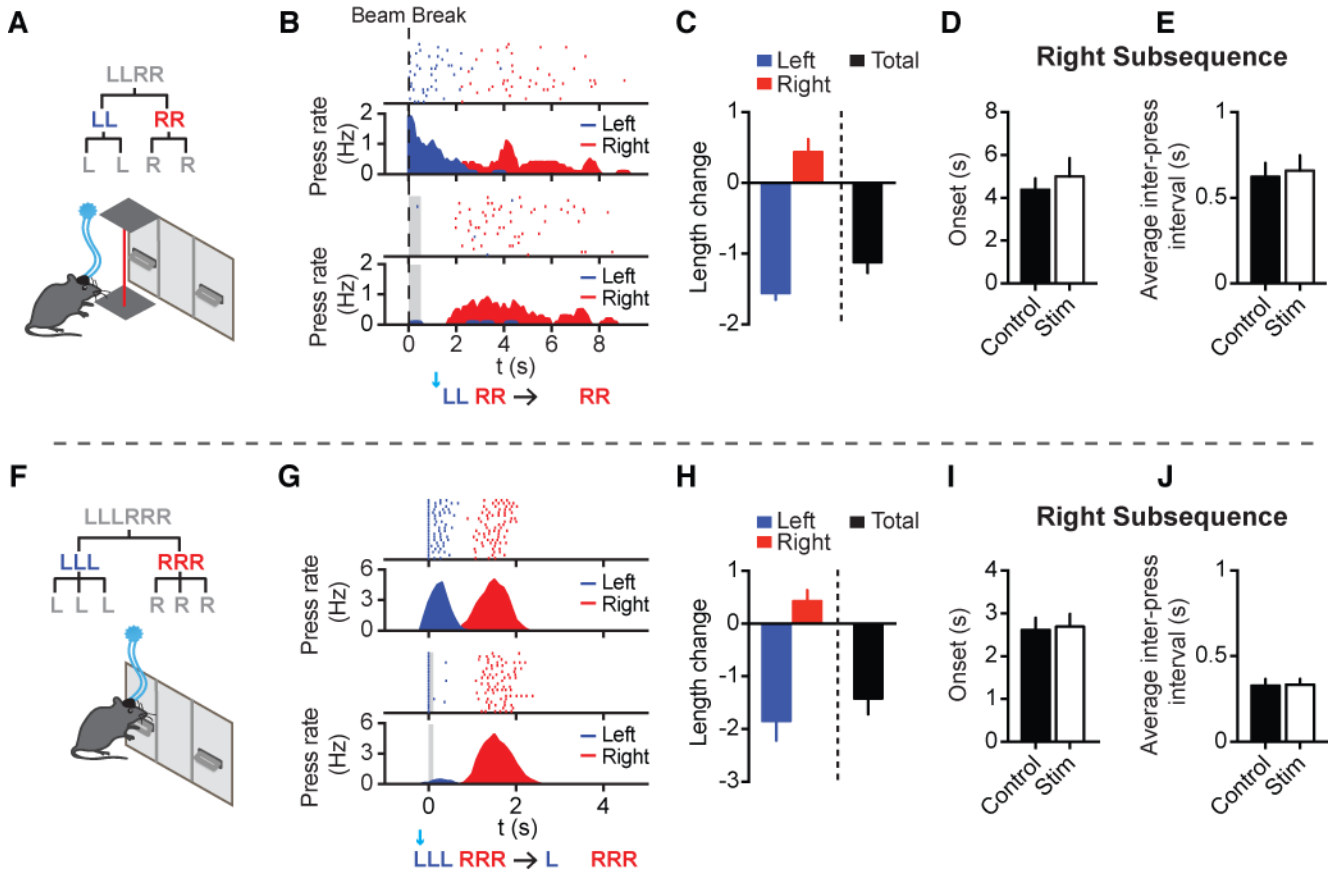 A
LLRR
LL RR
L L R R
B
Beam Break
Press rate
(Hz)
2
1
0
Left
Right
Press rate
(Hz)
2
1
0
Left
Right
0 2 4 6 8
t (s)
↓
LL RR → RR
C
Left
Right
Total
Length change
1
0
-1
-2
D
E
Right Subsequence
Onset (s)
8
6
4
2
0
Control
Stim
Average inter-press
interval (s)
1
0.5
0
Control
Stim
F
LLLRRR
LLL RRR
L L L R R R
G
Press rate
(Hz)
6
3
0
Left
Right
Press rate
(Hz)
6
3
0
Left
Right
0 2 4
t (s)
↓
LLL RRR → L RRR
H
Left
Right
Total
Length change
1
0
-1
-2
-3
I
J
Right Subsequence
Onset (s)
4
3
2
1
0
Control
Stim
Average inter-press
interval (s)
1
0.5
0
Control
Stim